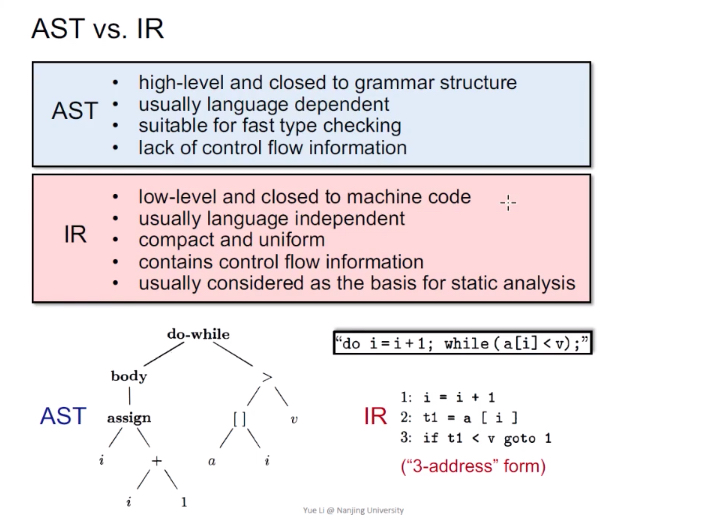 AST vs. IR
AST
• high-level and closed to grammar structure
• usually language dependent
• suitable for fast type checking
• lack of control flow information
IR
• low-level and closed to machine code
• usually language independent
• compact and uniform
• contains control flow information
• usually considered as the basis for static analysis
AST
do-while
body
>
assign
[ ]
v
i
+
a
i
i
1
“do i=i+1; while(a[i]<v);”
IR
1: i = i + 1
2: t1 = a [ i ]
3: if t1 < v goto 1
(“3-address” form)
Yue Li @ Nanjing University